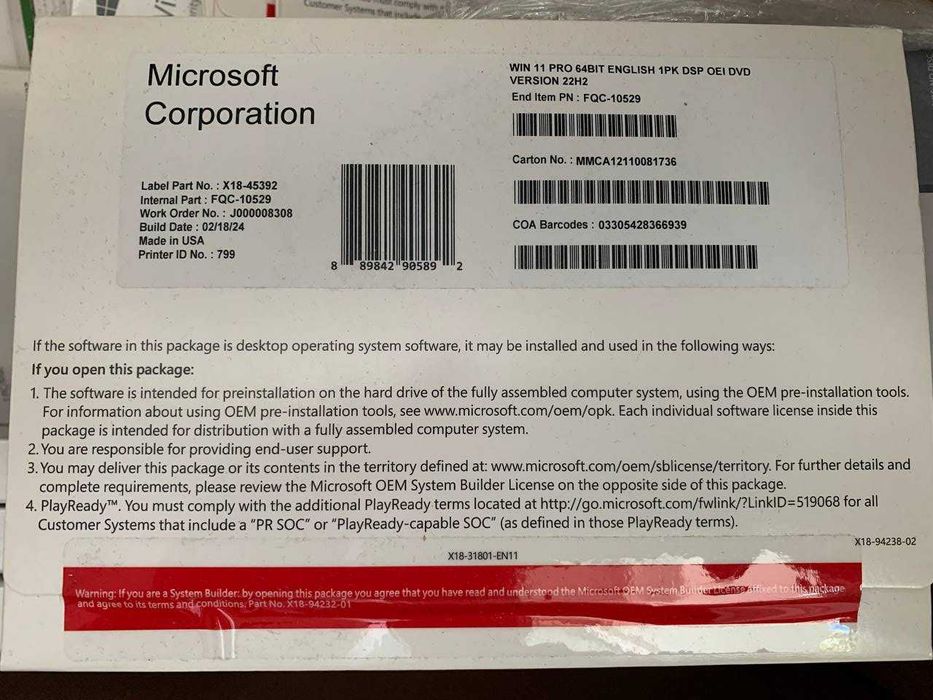 Customer Systems that include
Microsoft
Corporation
Label Part No. : X18-45392
Internal Part : FQC-10529
Work Order No. : J000008308
Build Date : 02/18/24
Made in USA
Printer ID No. : 799
8 89842 90589 2
WIN 11 PRO 64BIT ENGLISH 1PK DSP OEI DVD
VERSION 22H2
End Item PN : FQC-10529
Carton No. : MMCA12110081736
COA Barcodes : 03305428366939
If the software in this package is desktop operating system software, it may be installed and used in the following ways:
If you open this package:
1. The software is intended for preinstallation on the hard drive of the fully assembled computer system, using the OEM pre-installation tools.
For information about using OEM pre-installation tools, see www.microsoft.com/oem/opk. Each individual software license inside this
package is intended for distribution with a fully assembled computer system.
2. You are responsible for providing end-user support.
3. You may deliver this package or its contents in the territory defined at: www.microsoft.com/oem/sblicense/territory. For further details and
complete requirements, please review the Microsoft OEM System Builder License on the opposite side of this package.
4. PlayReady™. You must comply with the additional PlayReady terms located at http://go.microsoft.com/fwlink/?LinkID=519068 for all
Customer Systems that include a "PR SOC" or "PlayReady-capable SOC" (as defined in those PlayReady terms).
X18-94238-02
X18-31801-EN11
Warning: If you are a System Builder: by opening this package you agree that you have read and understood the Microsoft OEM System Builder License affixed to this package
and agree to its terms and conditions. Part No. X18-94232-01